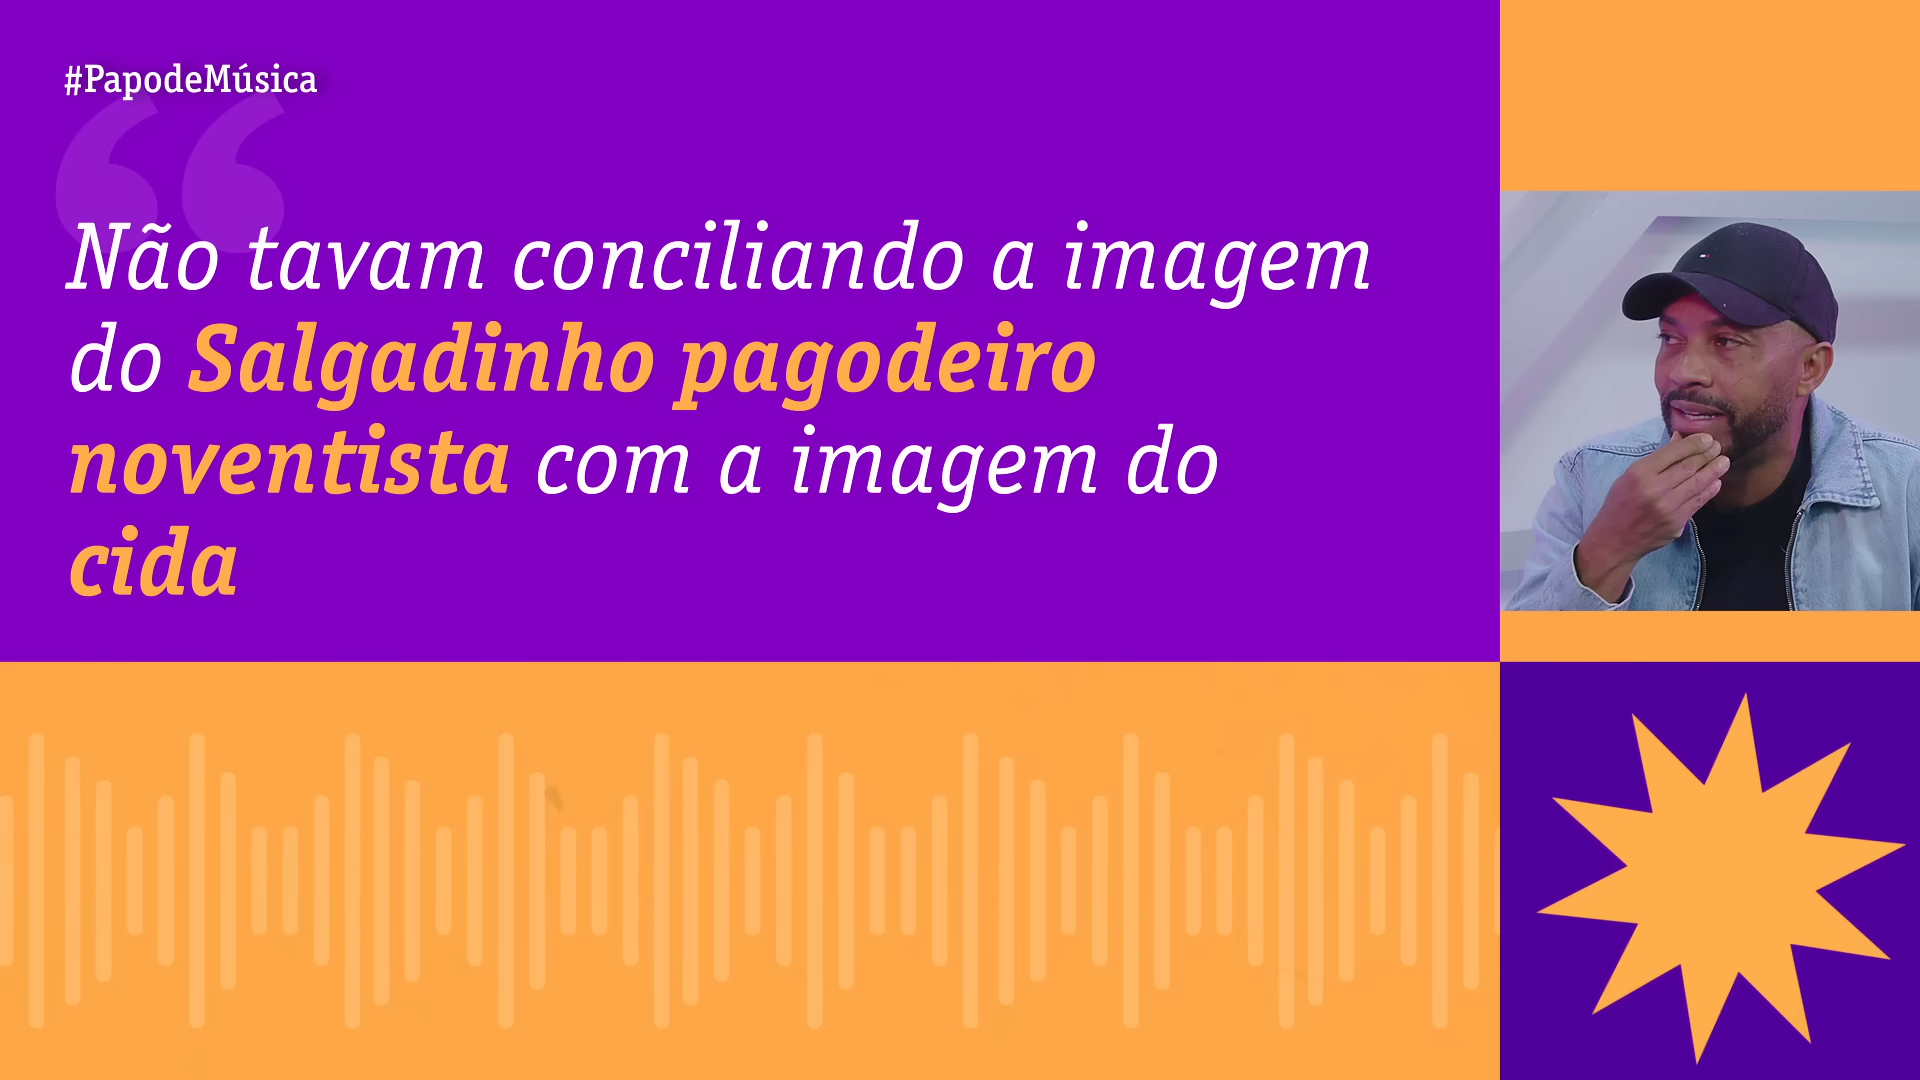 #PapodeMúsica
Não tavam conciliando a imagem
do Salgadinho pagodeiro
noventista com a imagem do
cida